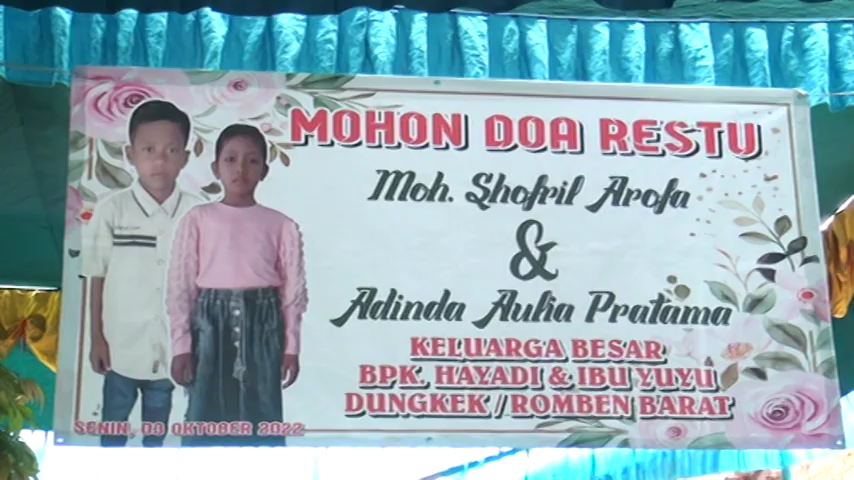 MOHON DOA RESTU
Moh. Shofril Arofa
&
Adinda Aulia Pratama
KELUARGA BESAR
BPK. HAYADI & IBU YUYU
DUNGKEK / ROMBEN BARAT
SENIN, 03 OKTOBER 2022